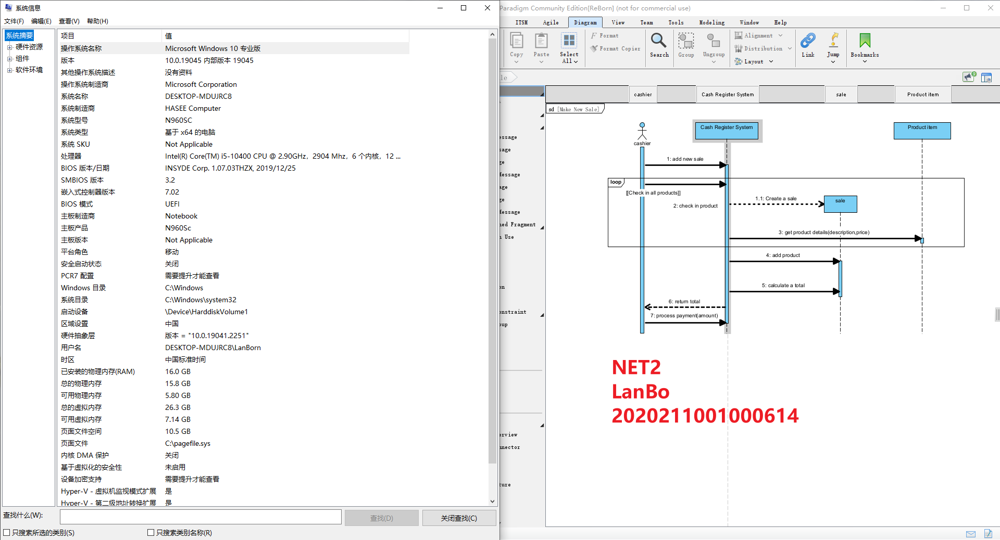 系统信息
文件(F) 编辑(E) 查看(V) 帮助(H)
系统摘要
硬件资源
组件
软件环境
项目 值
操作系统名称 Microsoft Windows 10 专业版
版本 10.0.19045 内部版本 19045
其他操作系统描述 没有资料
操作系统制造商 Microsoft Corporation
系统名称 DESKTOP-MDUJRC8
系统制造商 HASEE Computer
系统型号 N960SC
系统类型 基于 x64 的电脑
系统 SKU Not Applicable
处理器 Intel(R) Core(TM) i5-10400 CPU @ 2.90GHz, 2904 Mhz, 6 个内核, 12 ...
BIOS 版本/日期 INSYDE Corp. 1.07.03THZX, 2019/12/25
SMBIOS 版本 3.2
嵌入式控制器版本 7.02
BIOS 模式 UEFI
主板制造商 Notebook
主板产品 N960Sc
主板版本 Not Applicable
平台角色 移动
安全启动状态 关闭
PCR7 配置 需要提升才能查看
Windows 目录 C:\Windows
系统目录 C:\Windows\system32
启动设备 \Device\HarddiskVolume1
区域设置 中国
硬件抽象层 版本 = "10.0.19041.2251"
用户名 DESKTOP-MDUJRC8\LanBorn
时区 中国标准时间
已安装的物理内存(RAM) 16.0 GB
总的物理内存 15.8 GB
可用物理内存 5.80 GB
总的虚拟内存 26.3 GB
可用虚拟内存 7.14 GB
页面文件空间 10.5 GB
页面文件 C:\pagefile.sys
内核 DMA 保护 关闭
基于虚拟化的安全性 未启用
设备加密支持 需要提升才能查看
Hyper-V - 虚拟机监视模式扩展 是
Hyper-V - 第二级地址转换扩展 是
查找什么(W): 查找(D) 关闭查找(C)
只搜索所选的类别(S) 只搜索类别名称(R)
Paradigm Community Edition[ReBorn] (not for commercial use)
ITSM Agile Diagram View Team Tools Modeling Window Help
Copy Paste Select All
Format
Format Copier
Search Group Ungroup
Alignment
Distribution
Layout
Link Jump Bookmarks
le
9
essage
sage
ge
Message
age
ge
Message
ned Fragment
n Use
on
onstraint
oup
erview
nnector
ture
cashier Cash Register System sale Product item
sd [Make New Sale]
Cash Register System Product item
cashier
1: add new sale
loop
[[Check in all products]]
1.1: Create a sale
sale
2: check in product
3: get product details(description,price)
4: add product
5: calculate a total
6: return total
7: process payment(amount)
NET2
LanBo
2020211001000614